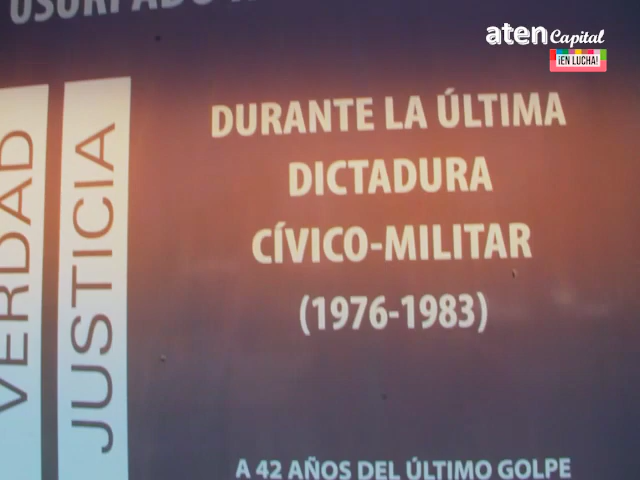 USURPADO
aten Capital
¡EN LUCHA!
VERDAD
JUSTICIA
DURANTE LA ÚLTIMA
DICTADURA
CÍVICO-MILITAR
(1976-1983)
A 42 AÑOS DEL ÚLTIMO GOLPE